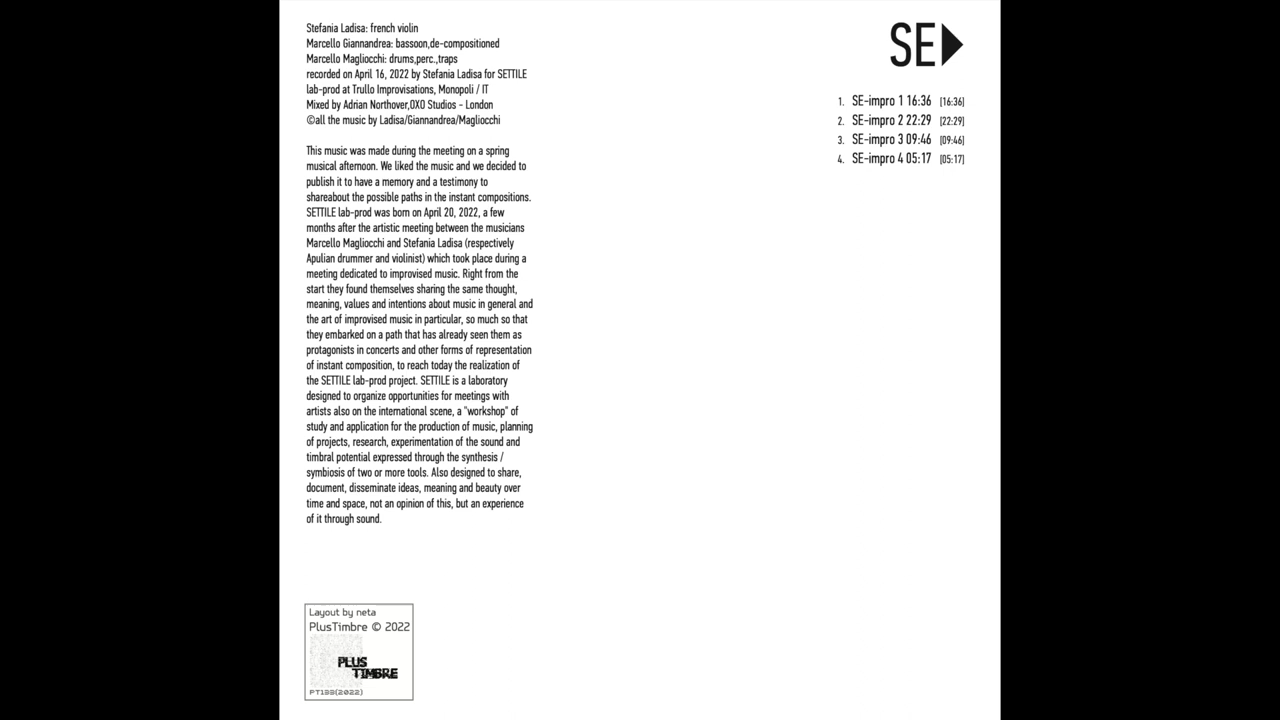 Stefania Ladisa: french violin
Marcello Giannandrea: bassoon,de-compositioned
Marcello Magliocchi: drums,perc.,traps
recorded on April 16, 2022 by Stefania Ladisa for SETTILE
lab-prod at Trullo Improvisations, Monopoli / IT
Mixed by Adrian Northover,OXO Studios - London
©all the music by Ladisa/Giannandrea/Magliocchi
This music was made during the meeting on a spring
musical afternoon. We liked the music and we decided to
publish it to have a memory and a testimony to
shareabout the possible paths in the instant compositions.
SETTILE lab-prod was born on April 20, 2022, a few
months after the artistic meeting between the musicians
Marcello Magliocchi and Stefania Ladisa (respectively
Apulian drummer and violinist) which took place during a
meeting dedicated to improvised music. Right from the
start they found themselves sharing the same thought,
meaning, values and intentions about music in general and
the art of improvised music in particular, so much so that
they embarked on a path that has already seen them as
protagonists in concerts and other forms of representation
of instant composition, to reach today the realization of
the SETTILE lab-prod project. SETTILE is a laboratory
designed to organize opportunities for meetings with
artists also on the international scene, a "workshop" of
study and application for the production of music, planning
of projects, research, experimentation of the sound and
timbral potential expressed through the synthesis /
symbiosis of two or more tools. Also designed to share,
document, disseminate ideas, meaning and beauty over
time and space, not an opinion of this, but an experience
of it through sound.
SE
1. SE-impro 1 16:36 [16:36]
2. SE-impro 2 22:29 [22:29]
3. SE-impro 3 09:46 [09:46]
4. SE-impro 4 05:17 [05:17]
Layout by neta
PlusTimbre © 2022
PLUS
TIMBRE
PT133(2022)